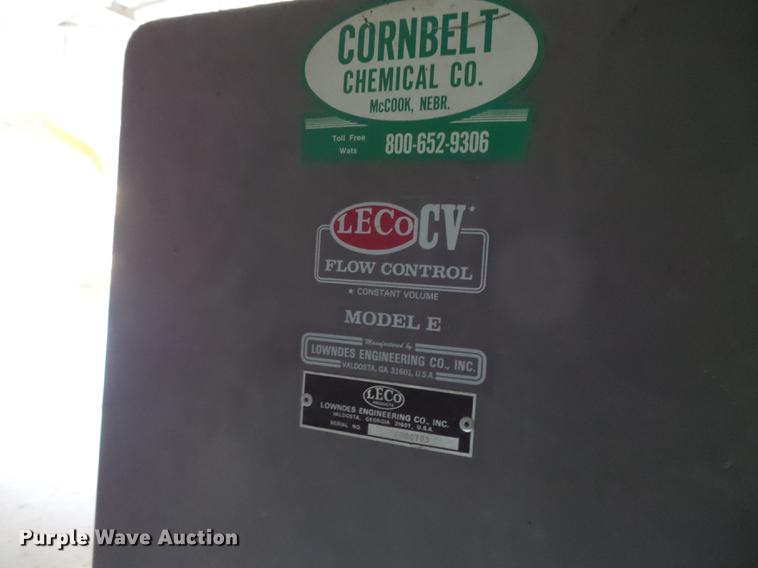 CORNBELT
CHEMICAL CO.
McCOOK, NEBR.
Toll Free
Wats
800-652-9306
LECO CV*
FLOW CONTROL
* CONSTANT VOLUME
MODEL E
Manufactured by
LOWNDES ENGINEERING CO., INC.
VALDOSTA, GA 31601, U.S.A.
LECO
PRODUCTS
LOWNDES ENGINEERING CO., INC.
VALDOSTA, GEORGIA 31601, U.S.A.
SERIAL NO
Purple Wave Auction